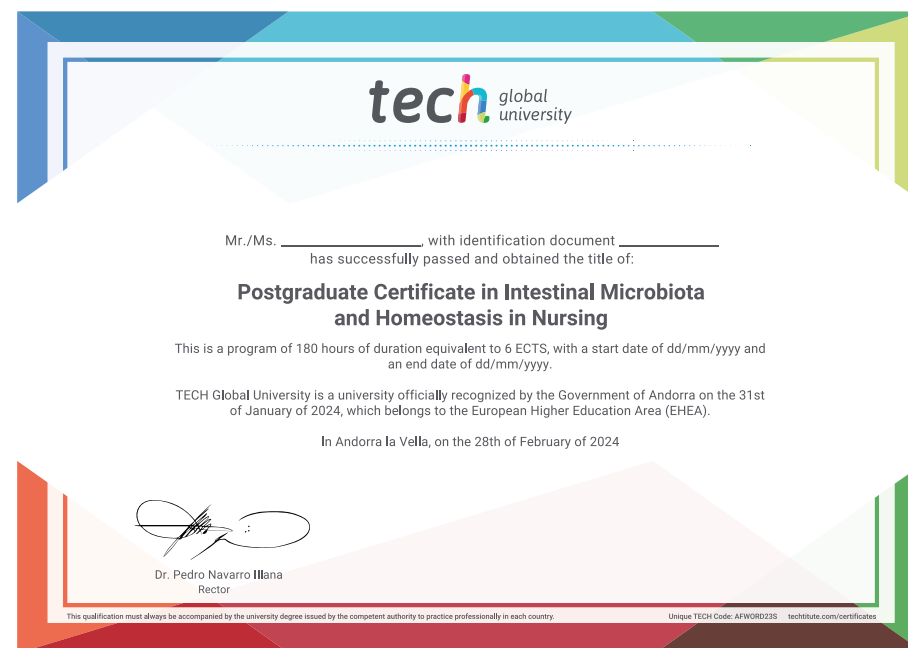 tech global
university
Mr./Ms. ____________________, with identification document ______________
has successfully passed and obtained the title of:
Postgraduate Certificate in Intestinal Microbiota
and Homeostasis in Nursing
This is a program of 180 hours of duration equivalent to 6 ECTS, with a start date of dd/mm/yyyy and
an end date of dd/mm/yyyy.
TECH Global University is a university officially recognized by the Government of Andorra on the 31st
of January of 2024, which belongs to the European Higher Education Area (EHEA).
In Andorra la Vella, on the 28th of February of 2024
Dr. Pedro Navarro Illana
Rector
This qualification must always be accompanied by the university degree issued by the competent authority to practice professionally in each country. Unique TECH Code: AFWORD23S techtitute.com/certificates